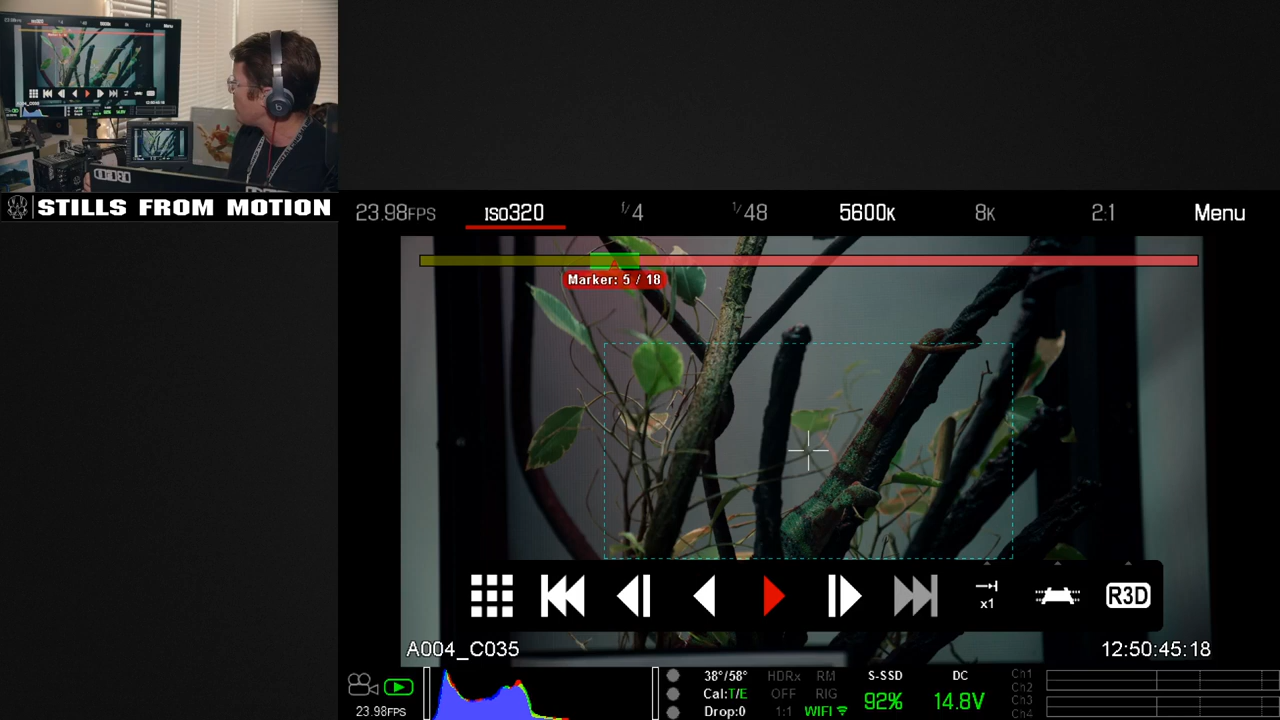 STILLS FROM MOTION
23.98FPS ISO320 f/4 1/48 5600K 8K 2:1 Menu
Marker: 5 / 18
x1
R3D
A004_C035 12:50:45:18
23.98FPS
38°/58° HDRx RM S-SSD DC Ch1
Cal:T/E OFF RIG 92% 14.8V Ch2
Drop:0 1:1 WIFI Ch3
Ch4